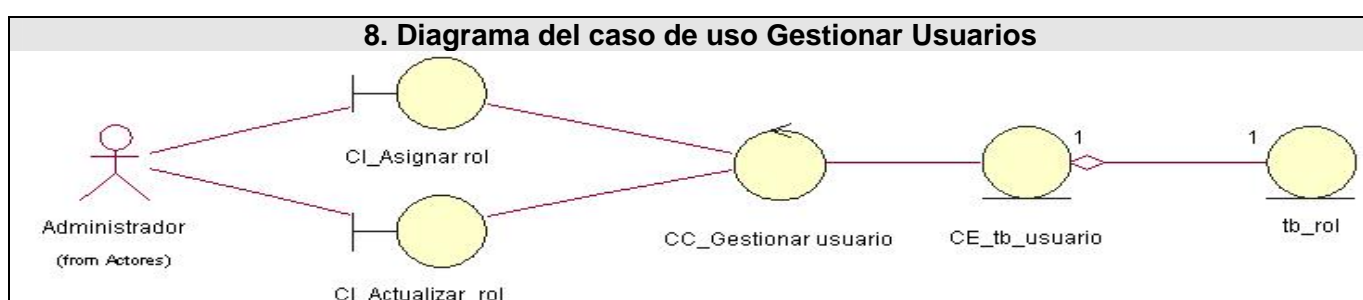 8. Diagrama del caso de uso Gestionar Usuarios
CI_Asignar rol
1
1
Administrador
(from Actores)
CC_Gestionar usuario
CE_tb_usuario
tb_rol
CI_Actualizar_rol